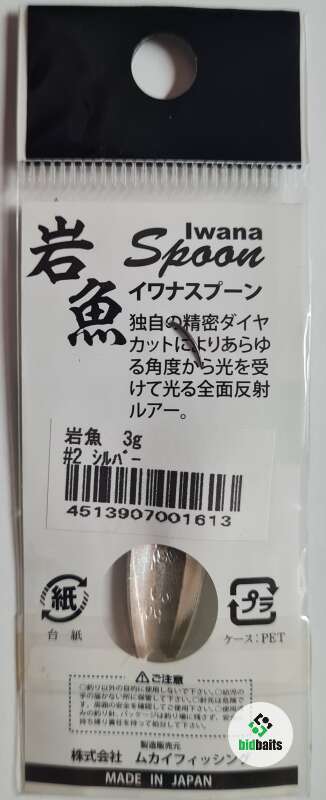 岩魚
Iwana
Spoon
イワナスプーン
独自の精密ダイヤ
カットによりあらゆ
る角度から光を受
けて光る全面反射
ルアー。
岩魚 3g
#2 シルバー
4513907001613
紙
台紙
プラ
ケース:PET
⚠ご注意
製造販売元
株式会社 ムカイフィッシング
MADE IN JAPAN
bidbaits